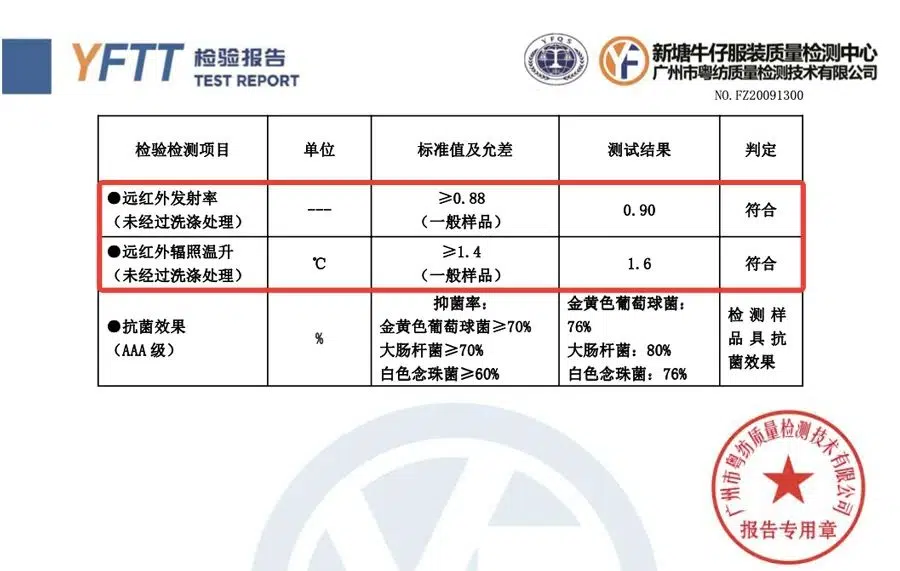 YFTT 检验报告
TEST REPORT
YFQS
YF
新塘牛仔服装质量检测中心
广州市粤纺质量检测技术有限公司
NO.FZ20091300
检验检测项目 单位 标准值及允差 测试结果 判定
●远红外发射率
(未经过洗涤处理)
---
≥0.88
(一般样品)
0.90
符合
●远红外辐照温升
(未经过洗涤处理)
℃
≥1.4
(一般样品)
1.6
符合
●抗菌效果
(AAA 级)
%
抑菌率:
金黄色葡萄球菌≥70%
大肠杆菌≥70%
白色念珠菌≥60%
金黄色葡萄球菌:
76%
大肠杆菌: 80%
白色念珠菌: 76%
检测样
品具抗
菌效果
广州市粤纺质量检测技术有限公司
报告专用章